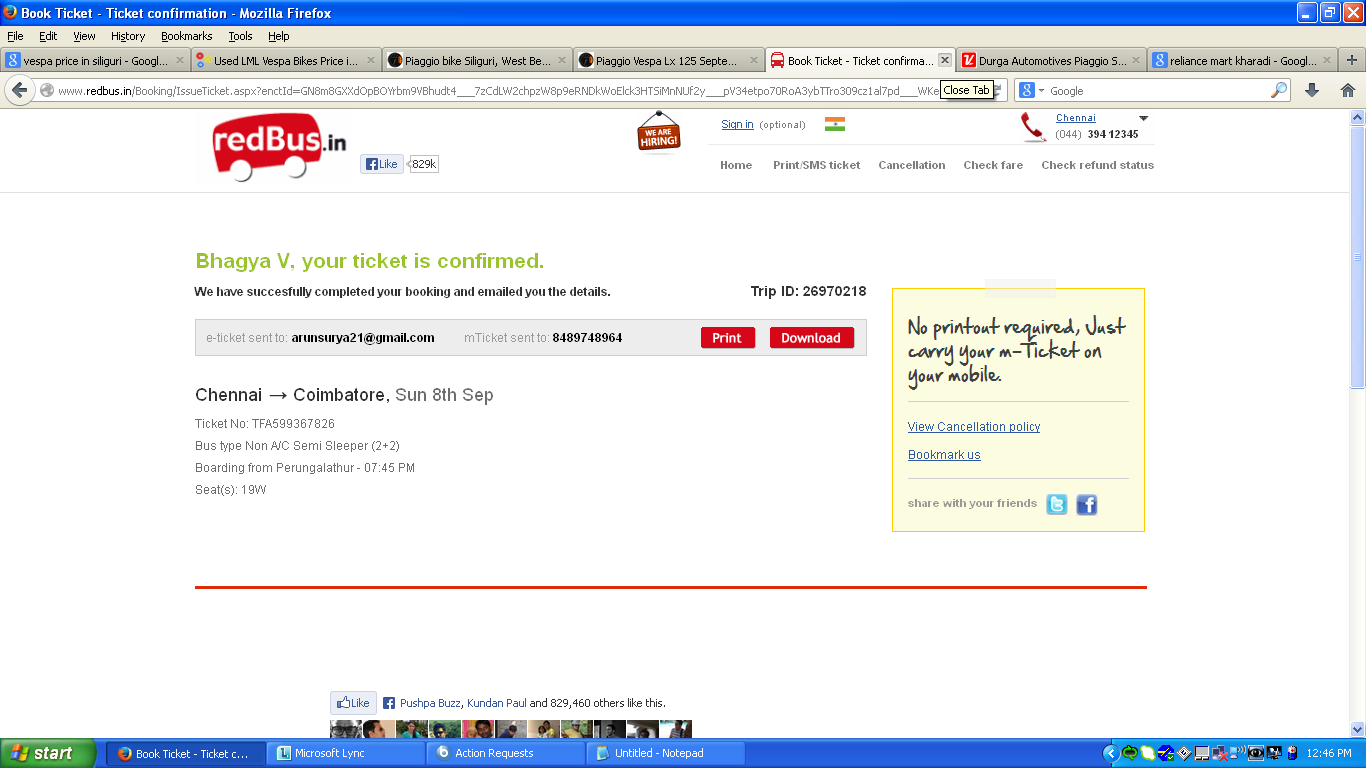 Book Ticket - Ticket confirmation - Mozilla Firefox
File Edit View History Bookmarks Tools Help
vespa price in siliguri - Googl...
Used LML Vespa Bikes Price i...
Piaggio bike Siliguri, West Be...
Piaggio Vespa Lx 125 Septe...
Book Ticket - Ticket confirma...
Durga Automotives Piaggio S...
reliance mart kharadi - Googl...
Close Tab
Google
redBus.in
Like 829k
WE ARE HIRING!
Sign in (optional)
Chennai
(044) 394 12345
Home Print/SMS ticket Cancellation Check fare Check refund status
Bhagya V, your ticket is confirmed.
We have succesfully completed your booking and emailed you the details.
Trip ID: 26970218
e-ticket sent to: arunsurya21@gmail.com mTicket sent to: 8489748964 Print Download
Chennai → Coimbatore, Sun 8th Sep
Ticket No: TFA599367826
Bus type Non A/C Semi Sleeper (2+2)
Boarding from Perungalathur - 07:45 PM
Seat(s): 19W
No printout required, Just
carry your m-Ticket on
your mobile.
View Cancellation policy
Bookmark us
share with your friends
Like Pushpa Buzz, Kundan Paul and 829,460 others like this.
start Book Ticket - Ticket c... Microsoft Lync Action Requests Untitled - Notepad 12:46 PM